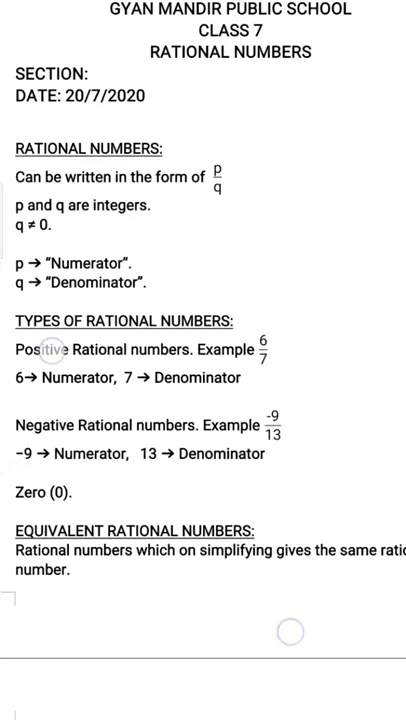 GYAN MANDIR PUBLIC SCHOOL
CLASS 7
RATIONAL NUMBERS
SECTION:
DATE: 20/7/2020
RATIONAL NUMBERS:
Can be written in the form of p/q
p and q are integers.
q ≠ 0.
p → “Numerator”.
q → “Denominator”.
TYPES OF RATIONAL NUMBERS:
Positive Rational numbers. Example 6/7
6→ Numerator, 7 → Denominator
Negative Rational numbers. Example -9/13
−9 → Numerator, 13 → Denominator
Zero (0).
EQUIVALENT RATIONAL NUMBERS:
Rational numbers which on simplifying gives the same
number.